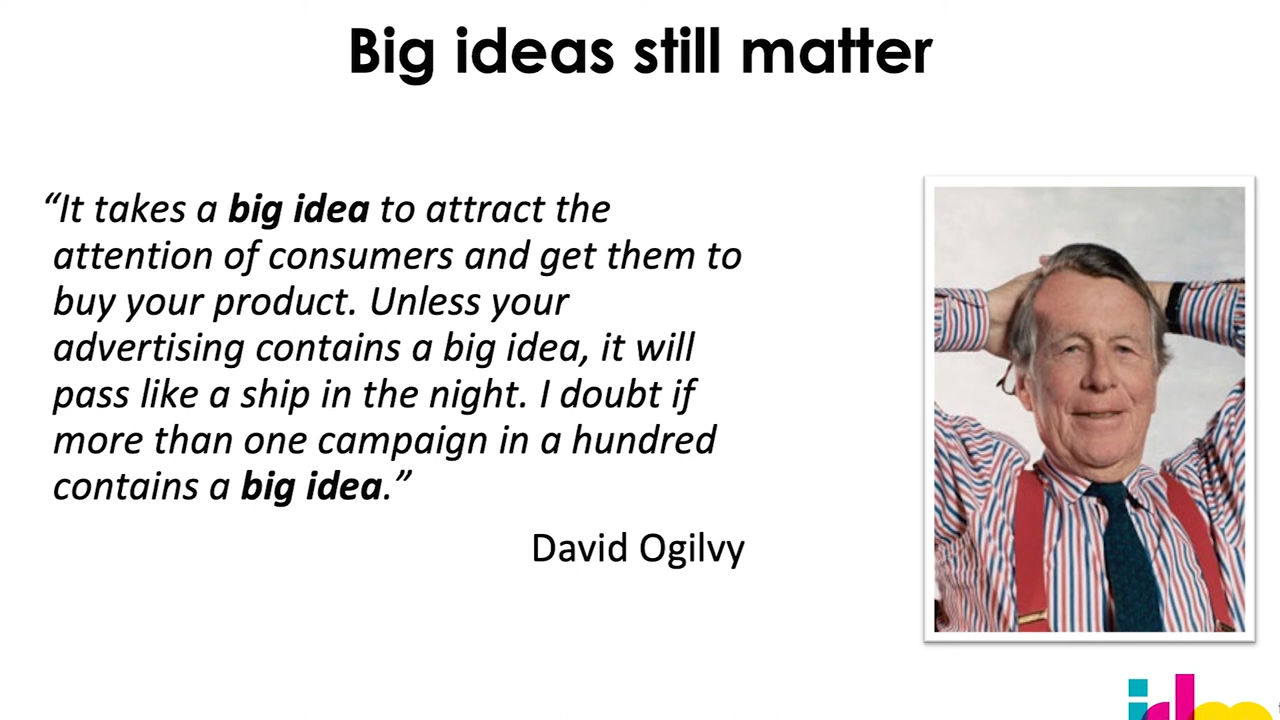 Big ideas still matter
“It takes a big idea to attract the
attention of consumers and get them to
buy your product. Unless your
advertising contains a big idea, it will
pass like a ship in the night. I doubt if
more than one campaign in a hundred
contains a big idea.”
David Ogilvy